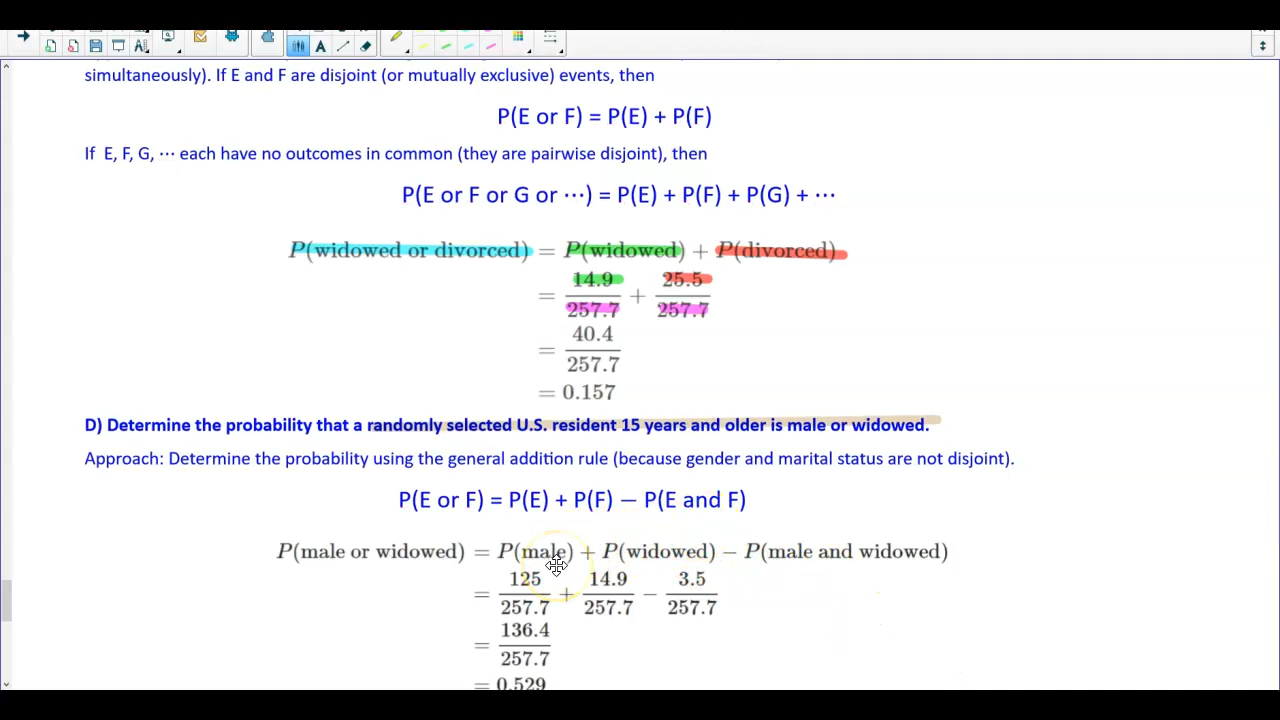 simultaneously). If E and F are disjoint (or mutually exclusive) events, then
P(E or F) = P(E) + P(F)
If E, F, G, ⋯ each have no outcomes in common (they are pairwise disjoint), then
P(E or F or G or ⋯) = P(E) + P(F) + P(G) + ⋯
P(widowed or divorced) = P(widowed) + P(divorced)
= 14.9/257.7 + 25.5/257.7
= 40.4/257.7
= 0.157
D) Determine the probability that a randomly selected U.S. resident 15 years and older is male or widowed.
Approach: Determine the probability using the general addition rule (because gender and marital status are not disjoint).
P(E or F) = P(E) + P(F) − P(E and F)
P(male or widowed) = P(male) + P(widowed) − P(male and widowed)
= 125/257.7 + 14.9/257.7 − 3.5/257.7
= 136.4/257.7
= 0.529